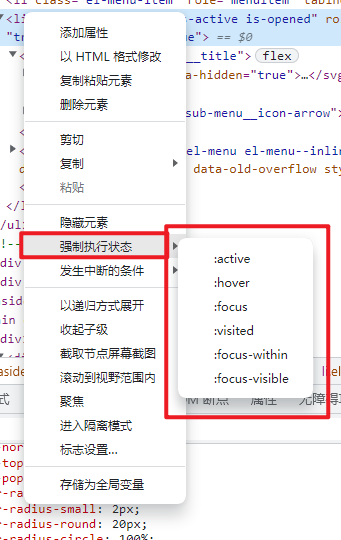 <li class="el-menu-item" role="menuitem" tabin
<li -active is-opened" ro
"tr "true"> == $0
<d __title"> flex
a-hidden="true">…</svg
sub-menu__icon-arrow">
el-menu el-menu--inlin
data-old-overflow sty
添加属性
以 HTML 格式修改
复制粘贴元素
删除元素
剪切
复制
粘贴
隐藏元素
强制执行状态
发生中断的条件
以递归方式展开
收起子级
截取节点屏幕截图
滚动到视野范围内
聚焦
进入隔离模式
标志设置...
存储为全局变量
:active
:hover
:focus
:visited
:focus-within
:focus-visible
式 M 断点 属性 无障碍
-radius-small: 2px;
-radius-round: 20px;
-radius-circle: 100%;